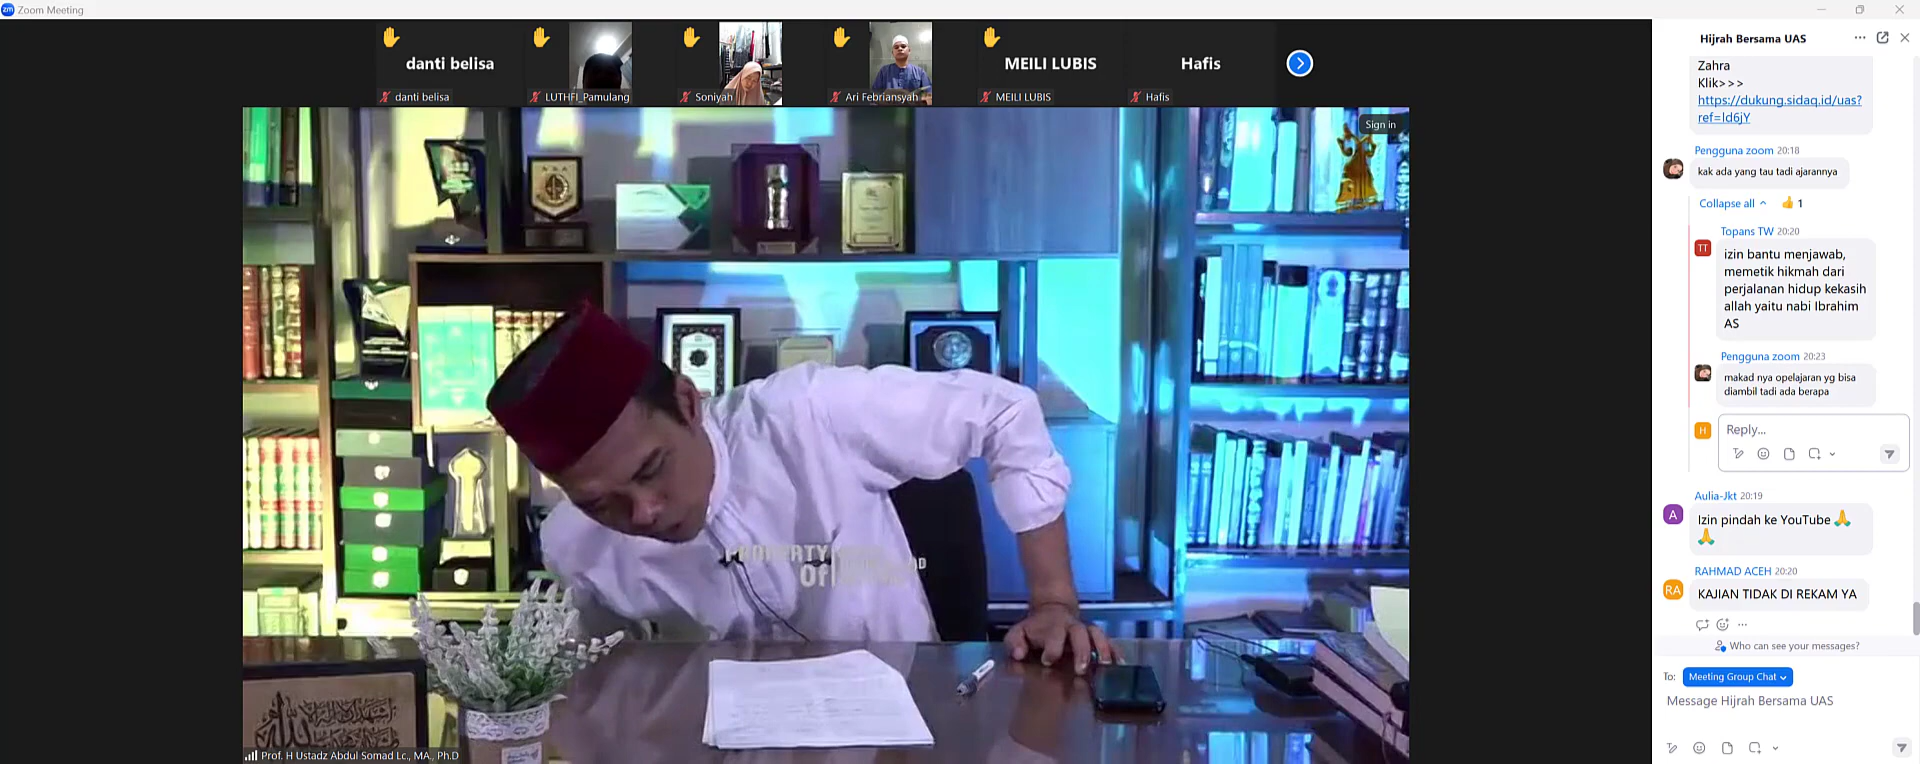 Zoom Meeting
danti belisa
danti belisa
LUTHFI_Pamulang
Soniyah
Ari Febriansyah
MEILI LUBIS
MEILI LUBIS
Hafis
Hafis
Sign in
PROPERTY
Of
Prof. H Ustadz Abdul Somad Lc., MA., Ph.D
Hijrah Bersama UAS
Zahra
Klik>>>
https://dukung.sidaq.id/uas?
ref=ld6jY
Pengguna zoom 20:18
kak ada yang tau tadi ajarannya
Collapse all
👍 1
Topans TW 20:20
TT
izin bantu menjawab,
memetik hikmah dari
perjalanan hidup kekasih
allah yaitu nabi Ibrahim
AS
Pengguna zoom 20:23
makad nya opelajaran yg bisa
diambil tadi ada berapa
H
Reply...
Aulia-Jkt 20:19
A
Izin pindah ke YouTube 🙏
🙏
RAHMAD ACEH 20:20
RA
KAJIAN TIDAK DI REKAM YA
Who can see your messages?
To: Meeting Group Chat
Message Hijrah Bersama UAS